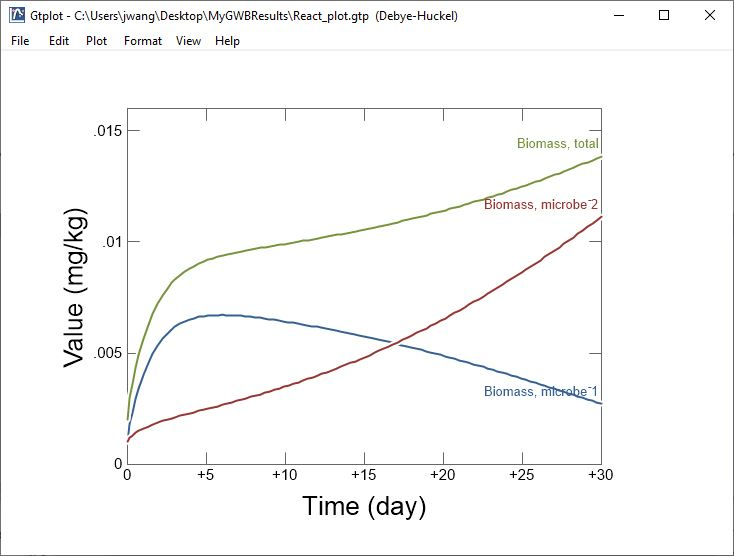 Gtplot - C:\Users\jwang\Desktop\MyGWBResults\React_plot.gtp (Debye-Huckel)
File Edit Plot Format View Help
.015
Biomass, total
Biomass, microbe-2
.01
Value (mg/kg)
.005
Biomass, microbe-1
0
0 +5 +10 +15 +20 +25 +30
Time (day)